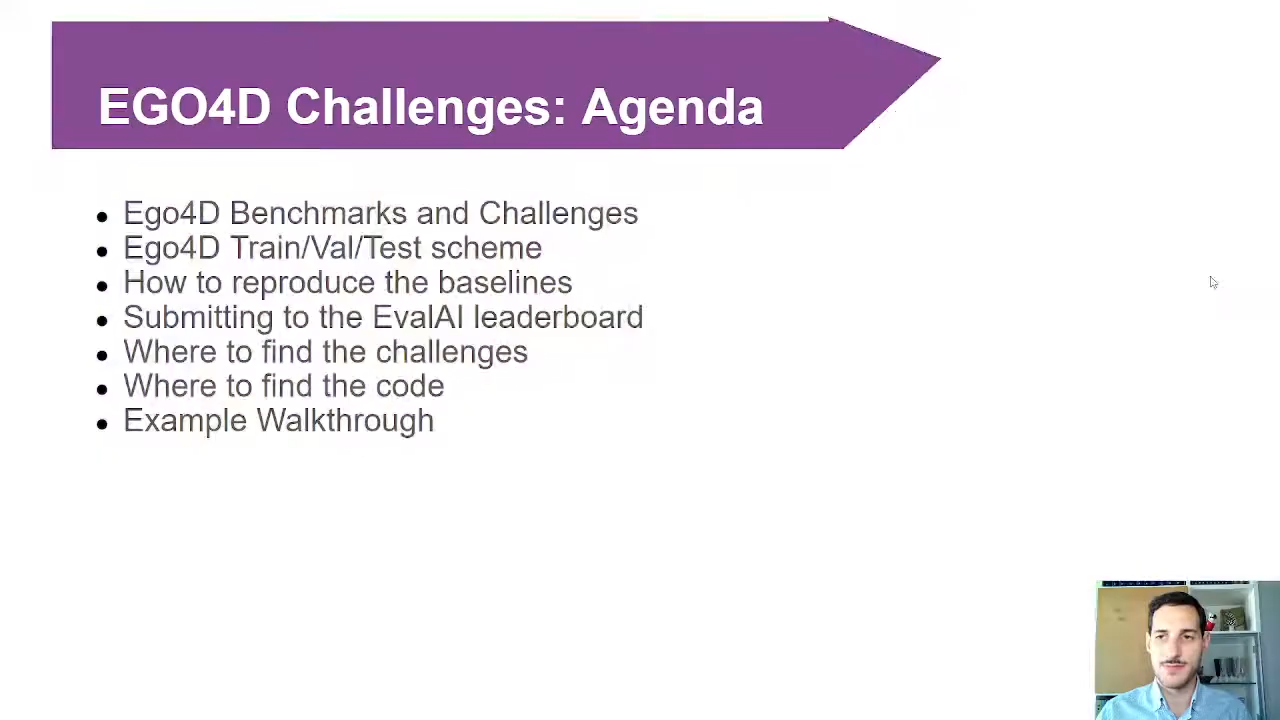 EGO4D Challenges: Agenda
Ego4D Benchmarks and Challenges
Ego4D Train/Val/Test scheme
How to reproduce the baselines
Submitting to the EvalAI leaderboard
Where to find the challenges
Where to find the code
Example Walkthrough